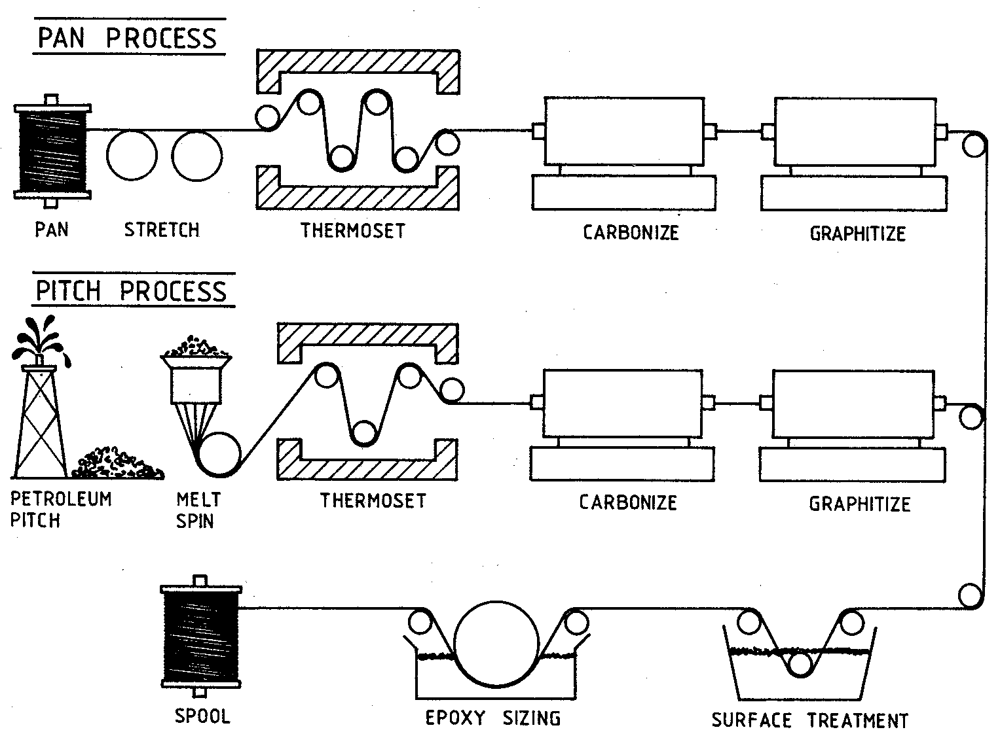 PAN PROCESS
PAN
STRETCH
THERMOSET
CARBONIZE
GRAPHITIZE
PITCH PROCESS
PETROLEUM
PITCH
MELT
SPIN
THERMOSET
CARBONIZE
GRAPHITIZE
SPOOL
EPOXY SIZING
SURFACE TREATMENT